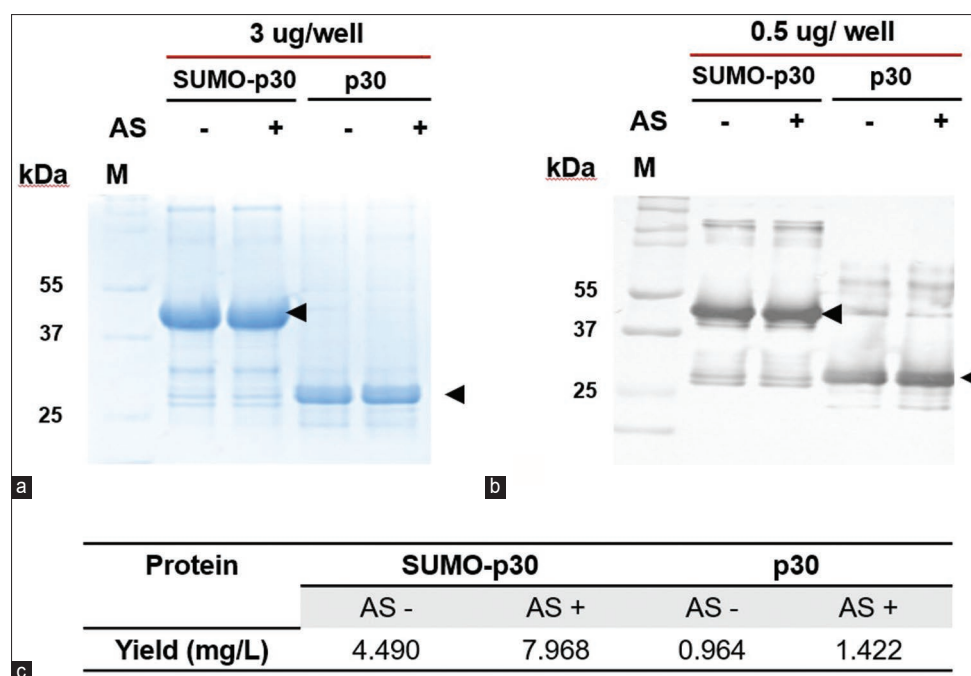 3 ug/well
SUMO-p30 p30
AS - + - +
kDa M
55
37
25
a
0.5 ug/ well
SUMO-p30 p30
AS - + - +
kDa M
55
37
25
b
Protein SUMO-p30 p30
AS - AS + AS - AS +
Yield (mg/L) 4.490 7.968 0.964 1.422
c